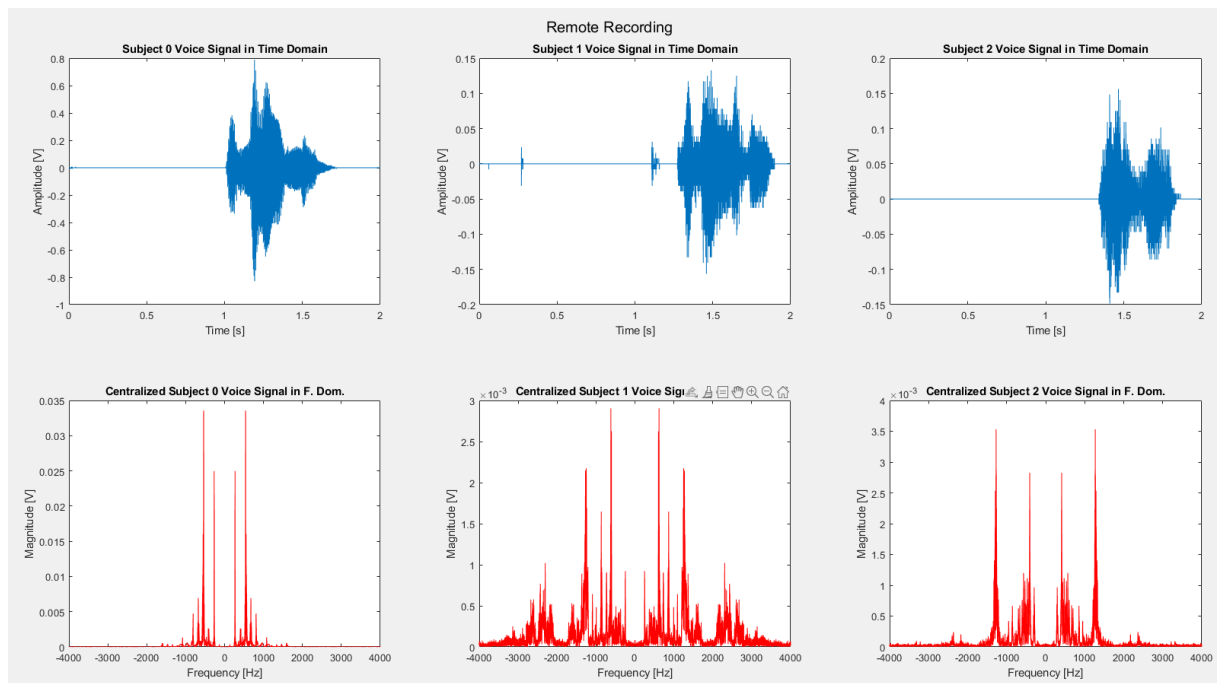 Remote Recording
Subject 0 Voice Signal in Time Domain
0.8
0.6
0.4
0.2
0
-0.2
-0.4
-0.6
-0.8
-1
Amplitude [V]
0 0.5 1 1.5 2
Time [s]
Subject 1 Voice Signal in Time Domain
0.15
0.1
0.05
0
-0.05
-0.1
-0.15
-0.2
Amplitude [V]
0 0.5 1 1.5 2
Time [s]
Subject 2 Voice Signal in Time Domain
0.2
0.15
0.1
0.05
0
-0.05
-0.1
-0.15
Amplitude [V]
0 0.5 1 1.5 2
Time [s]
Centralized Subject 0 Voice Signal in F. Dom.
0.035
0.03
0.025
0.02
0.015
0.01
0.005
0
Magnitude [V]
-4000 -3000 -2000 -1000 0 1000 2000 3000 4000
Frequency [Hz]
Centralized Subject 1 Voice Sig
×10⁻³
3
2.5
2
1.5
1
0.5
0
Magnitude [V]
-4000 -3000 -2000 -1000 0 1000 2000 3000 4000
Frequency [Hz]
Centralized Subject 2 Voice Signal in F. Dom.
×10⁻³
4
3.5
3
2.5
2
1.5
1
0.5
0
Magnitude [V]
-4000 -3000 -2000 -1000 0 1000 2000 3000 4000
Frequency [Hz]